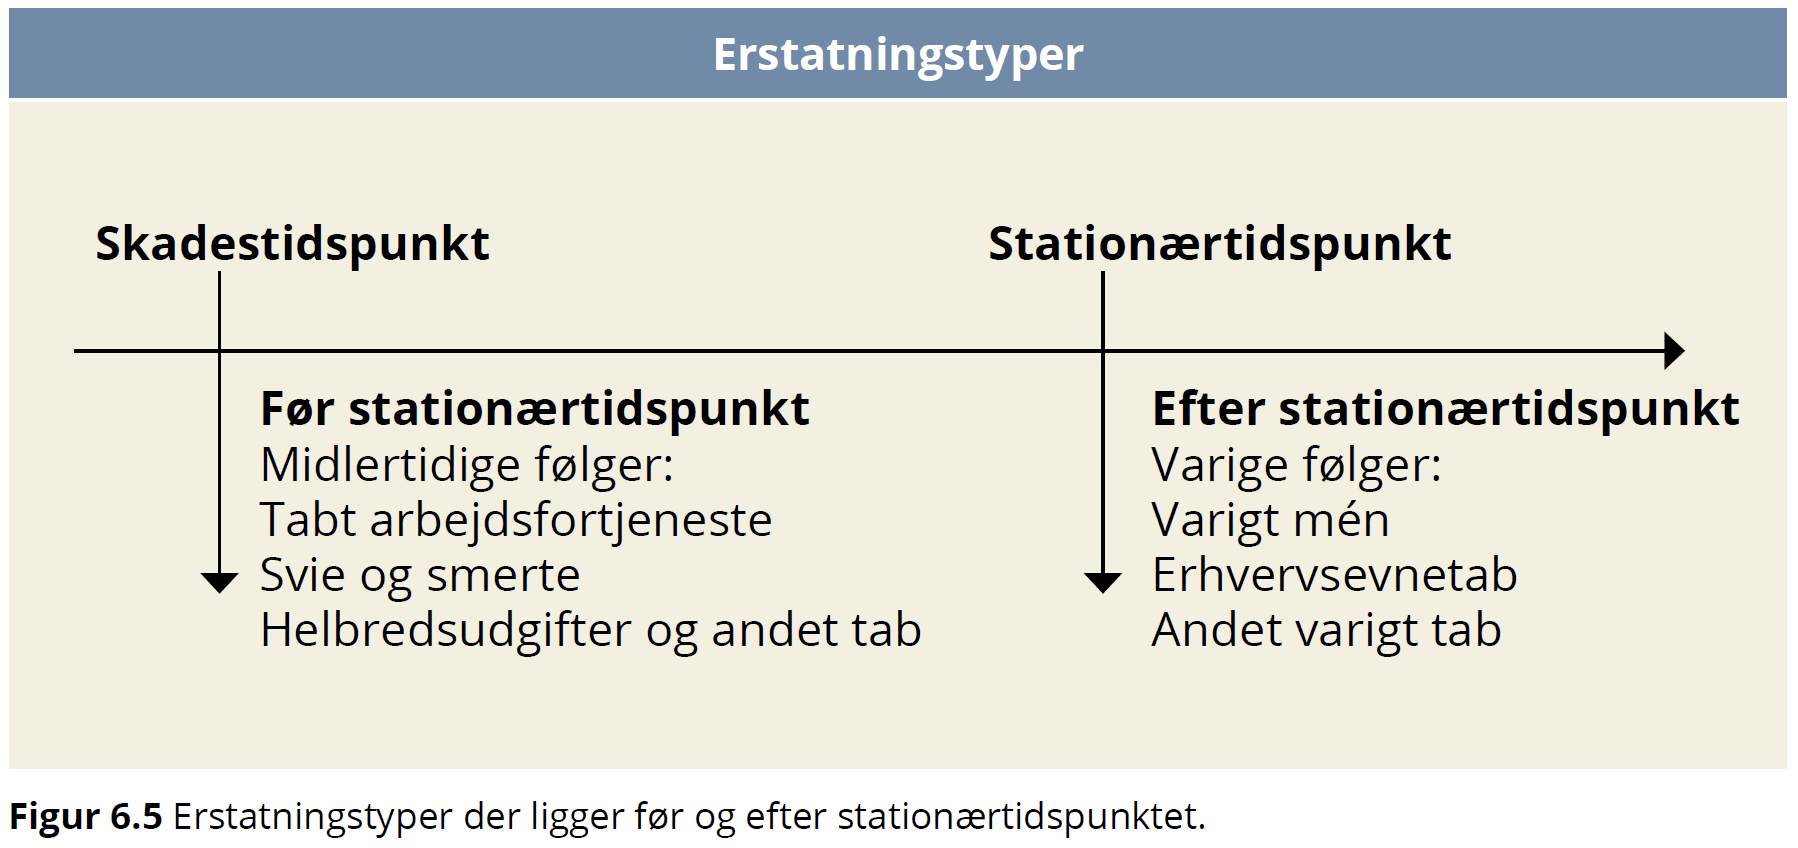 Erstatningstyper
Skadestidspunkt
Stationærtidspunkt
Før stationærtidspunkt
Midlertidige følger:
Tabt arbejdsfortjeneste
Svie og smerte
Helbredsudgifter og andet tab
Efter stationærtidspunkt
Varige følger:
Varigt mén
Erhvervsevnetab
Andet varigt tab
Figur 6.5 Erstatningstyper der ligger før og efter stationærtidspunktet.